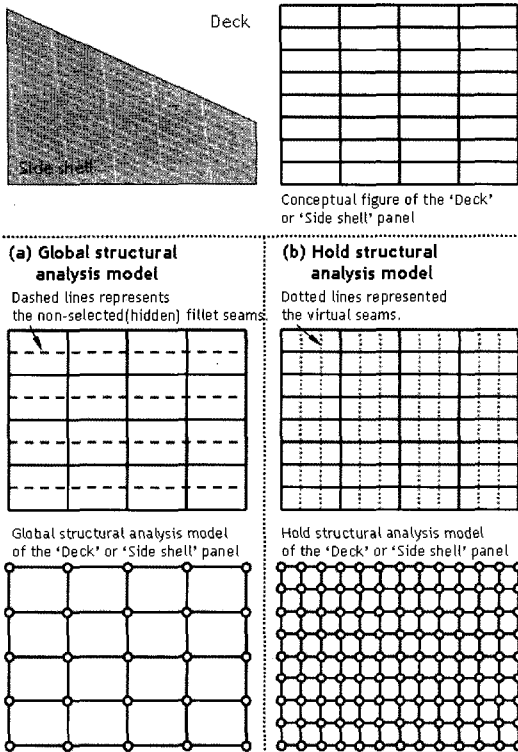 Deck
Side shell
Conceptual figure of the 'Deck'
or 'Side shell' panel
(a) Global structural
analysis model
Dashed lines represents
the non-selected(hidden) fillet seams.
Global structural analysis model
of the 'Deck' or 'Side shell' panel
(b) Hold structural
analysis model
Dotted lines represented
the virtual seams.
Hold structural analysis model
of the 'Deck' or 'Side shell' panel